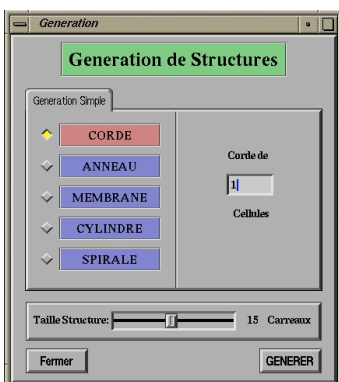 Generation
Generation de Structures
Generation Simple
CORDE
ANNEAU
MEMBRANE
CYLINDRE
SPIRALE
Corde de
1
Cellules
Taille Structure: 15 Carreaux
Fermer GENERER